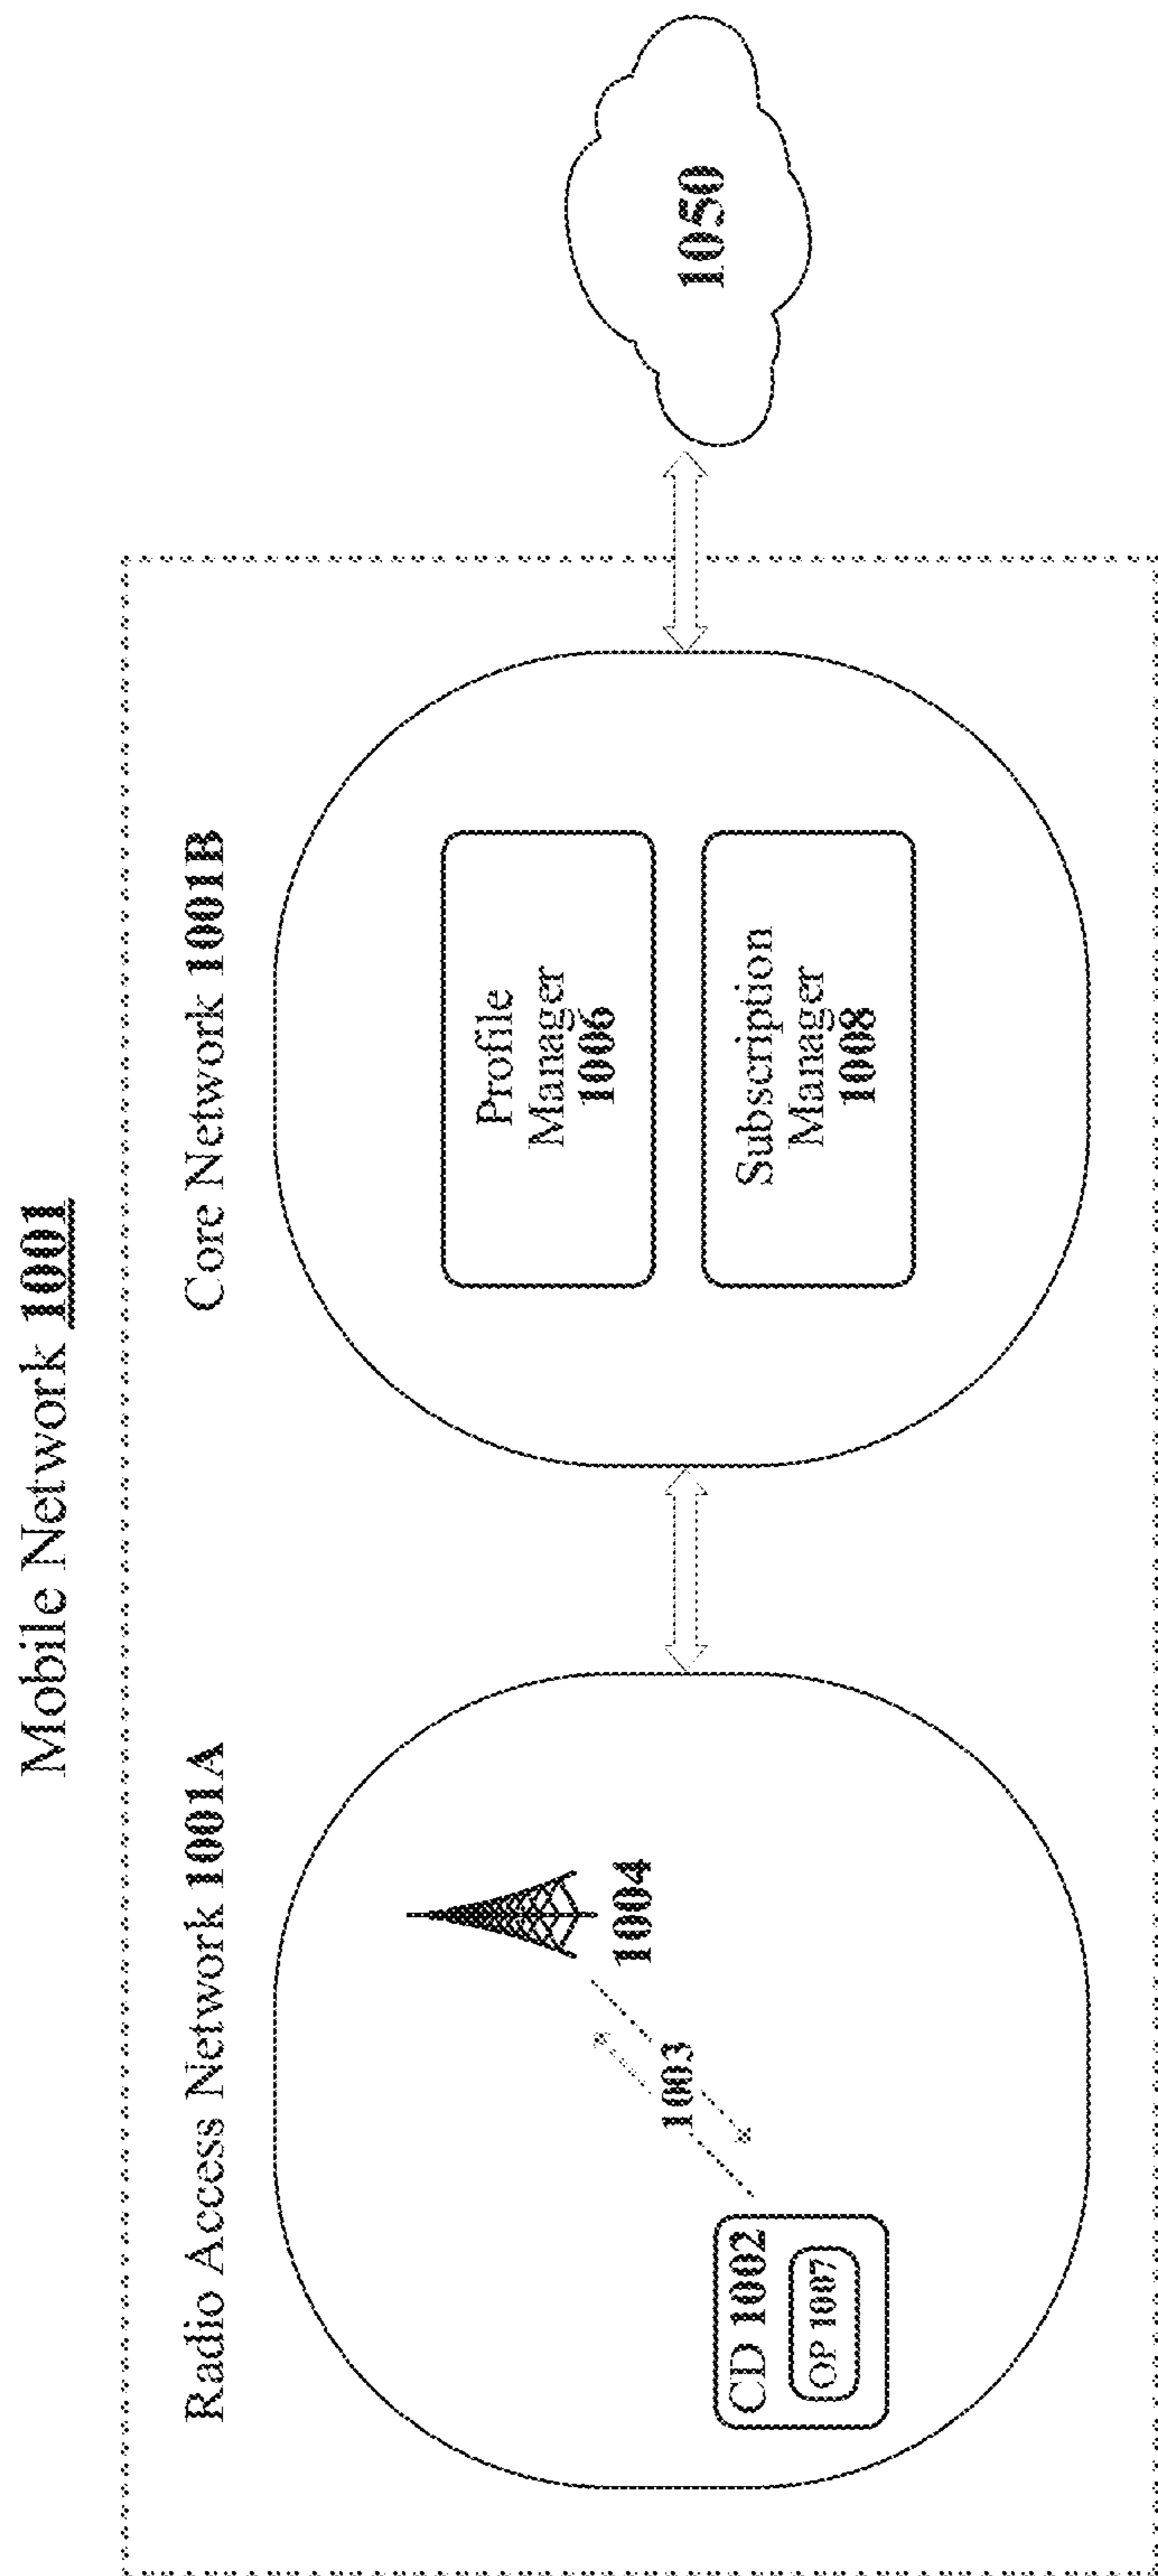 Mobile Network 1001
Radio Access Network 1001A
Core Network 1001B
1004
1003
CD 1002
OP 1007
Profile
Manager
1006
Subscription
Manager
1008
1050